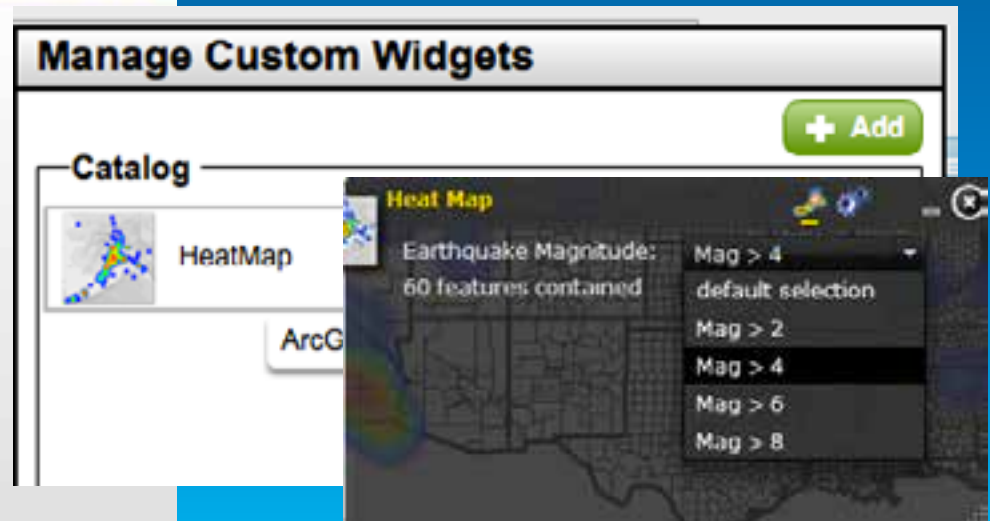 Manage Custom Widgets
+ Add
Catalog
HeatMap
ArcG
Heat Map
Earthquake Magnitude:
Mag > 4
60 features contained
default selection
Mag > 2
Mag > 4
Mag > 6
Mag > 8